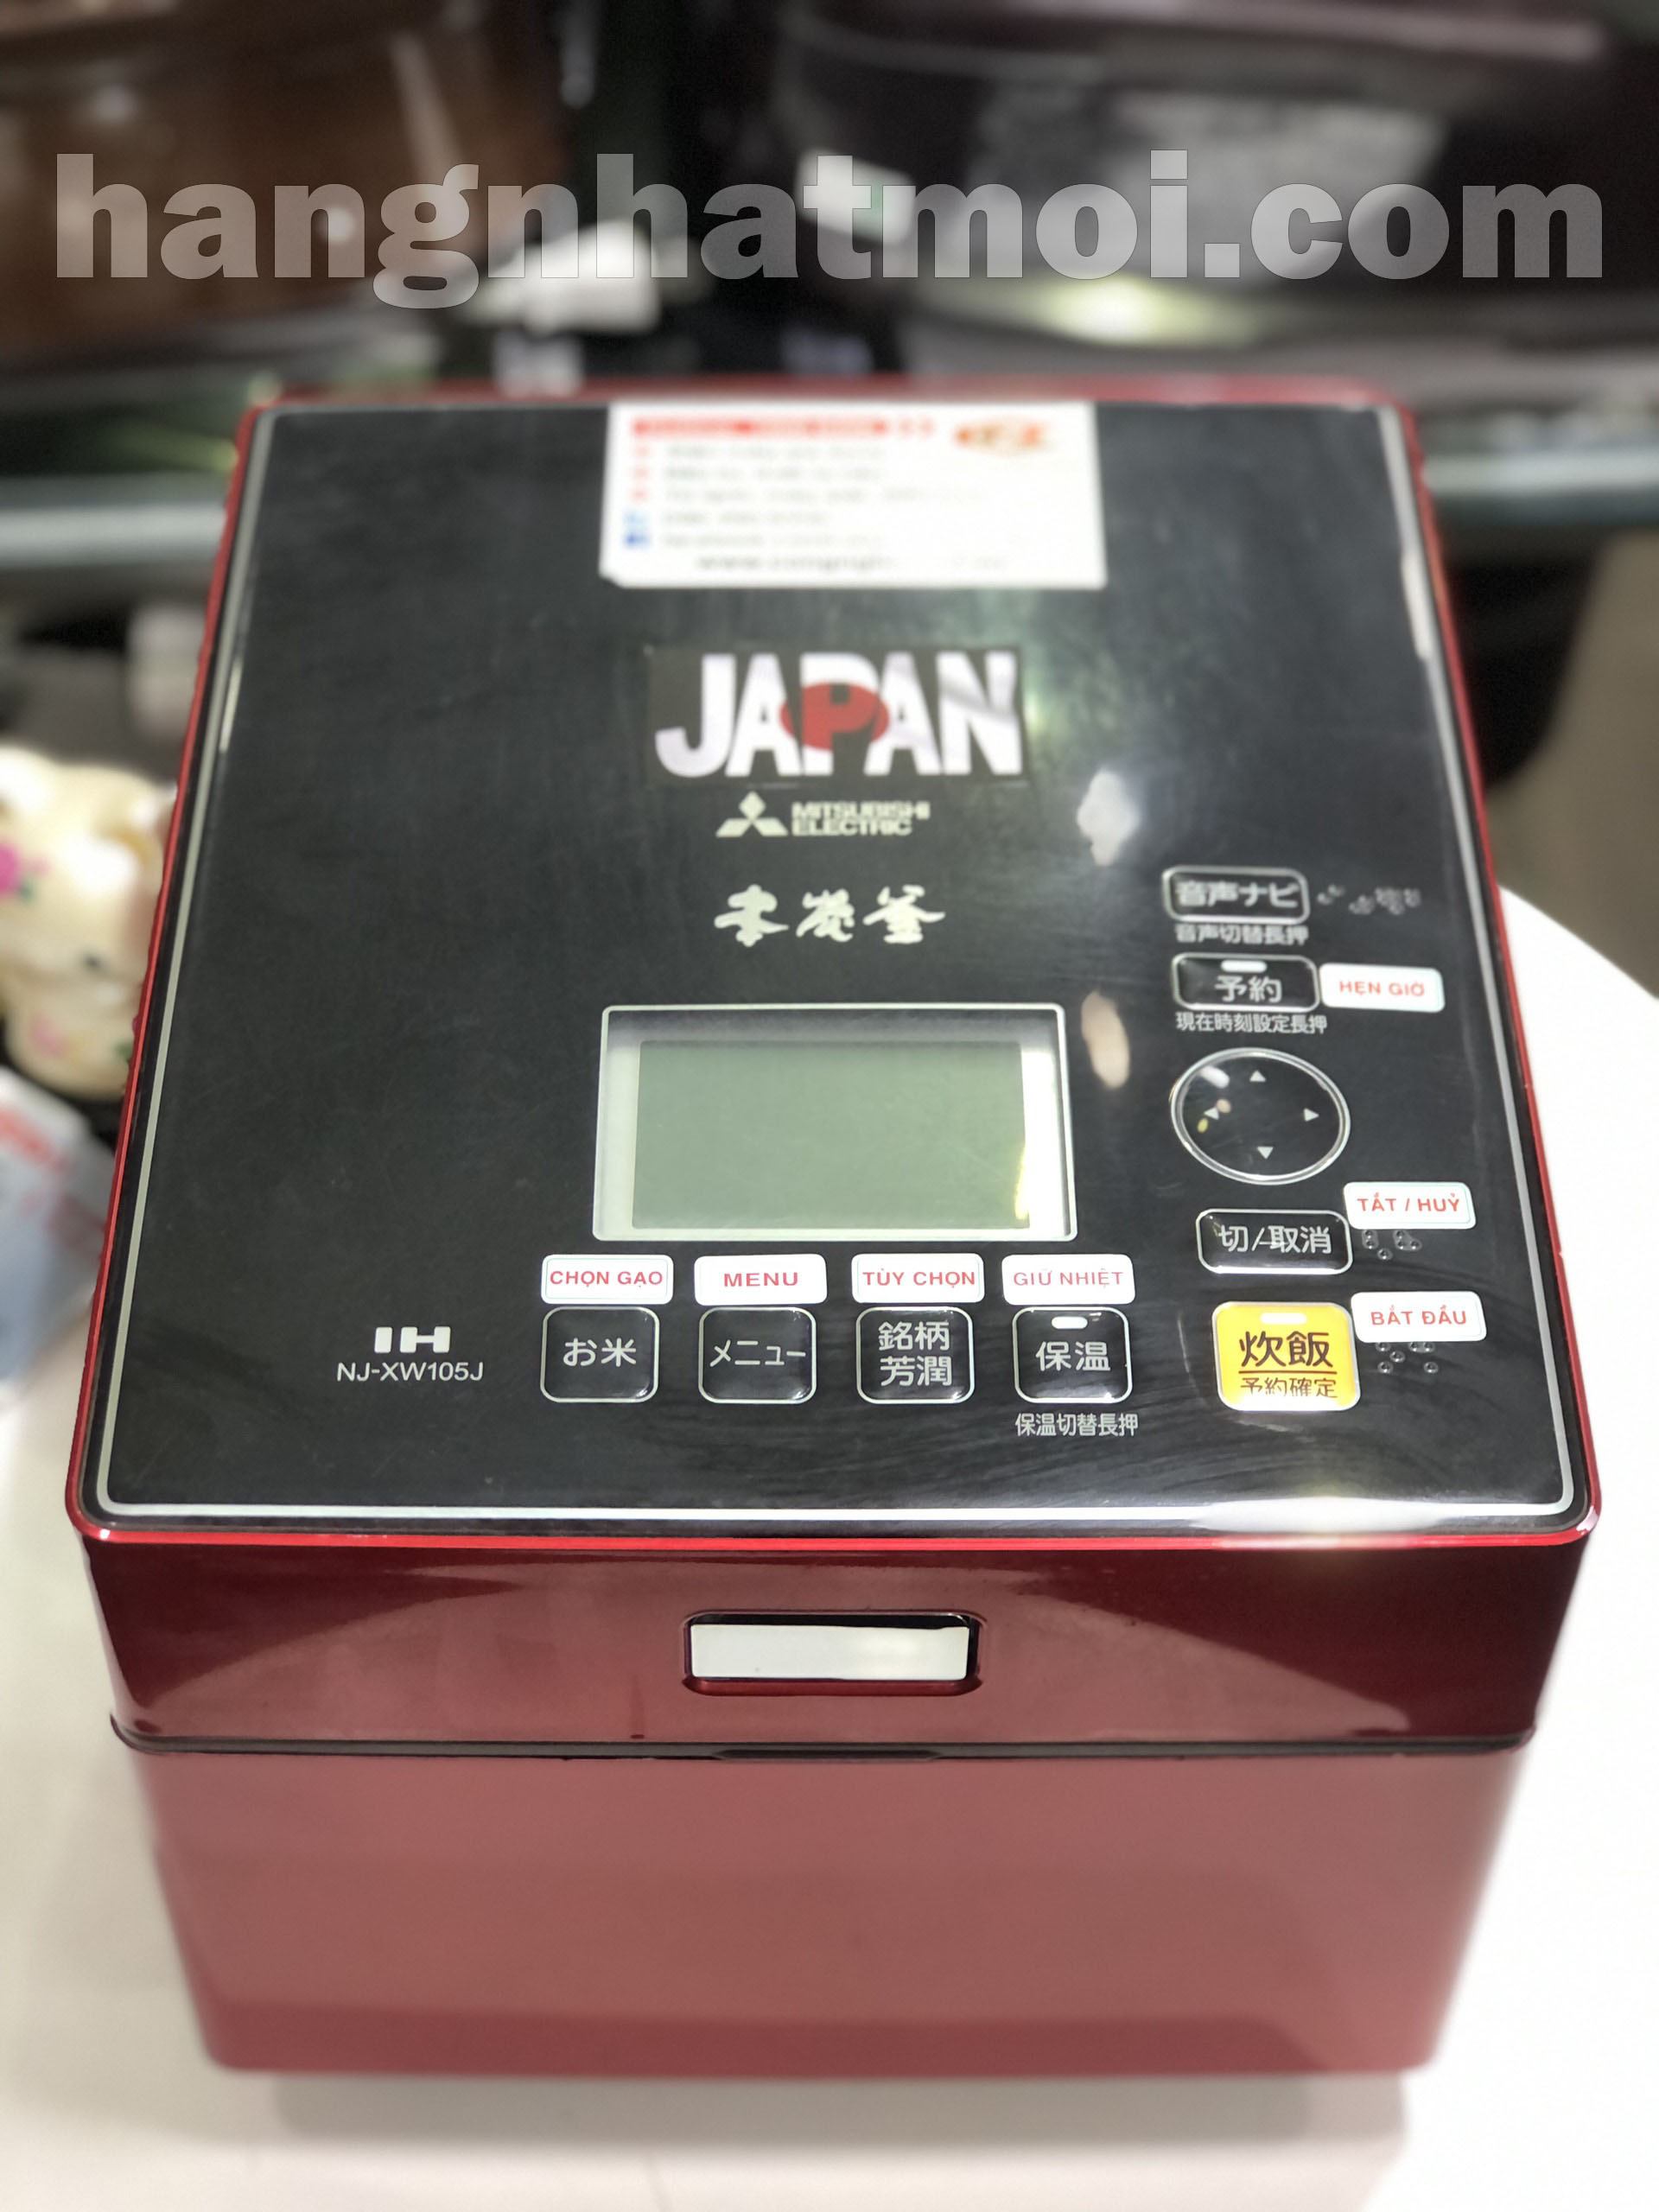 hangnhatmoi.com
JAPAN
MITSUBISHI
ELECTRIC
本炭釜
音声ナビ
音声切替長押
予約
HẸN GIỜ
現在時刻設定長押
TẮT / HUỶ
切/取消
CHỌN GẠO
MENU
TÙY CHỌN
GIỮ NHIỆT
BẮT ĐẦU
IH
NJ-XW105J
お米
メニュー
銘柄
芳潤
保温
炊飯
予約確定
保温切替長押